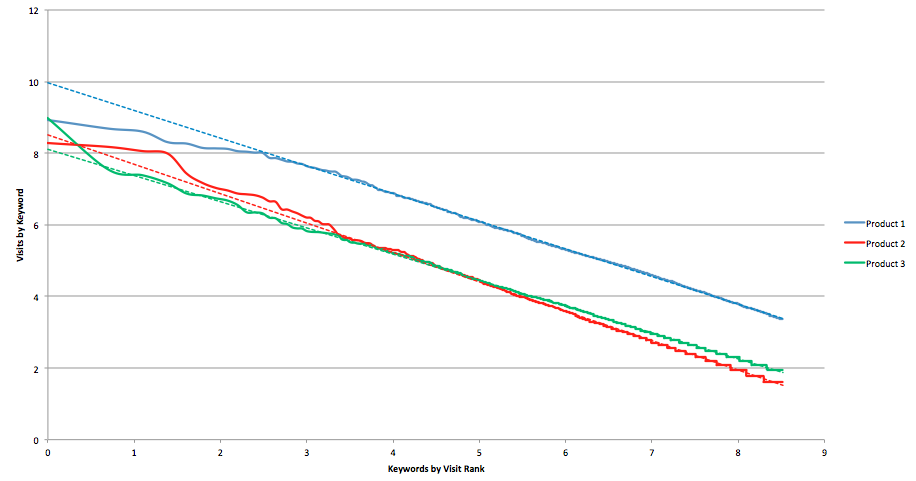 12
10
8
6
4
2
0
Visits by Keyword
0 1 2 3 4 5 6 7 8 9
Keywords by Visit Rank
Product 1
Product 2
Product 3